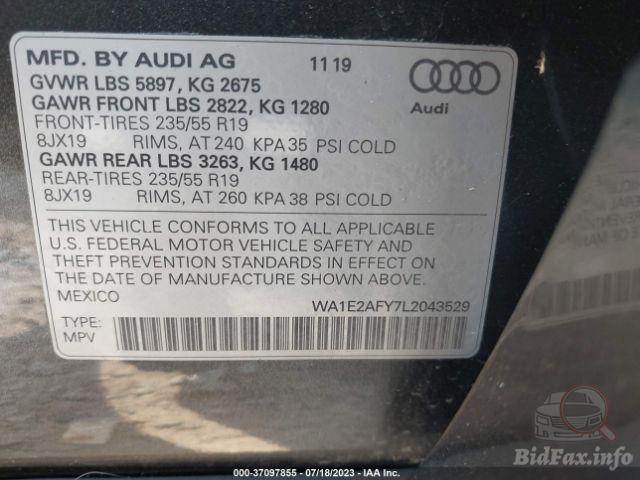 MFD. BY AUDI AG 11 19
GVWR LBS 5897, KG 2675
GAWR FRONT LBS 2822, KG 1280
FRONT-TIRES 235/55 R19
8JX19 RIMS, AT 240 KPA 35 PSI COLD
GAWR REAR LBS 3263, KG 1480
REAR-TIRES 235/55 R19
8JX19 RIMS, AT 260 KPA 38 PSI COLD
Audi
THIS VEHICLE CONFORMS TO ALL APPLICABLE
U.S. FEDERAL MOTOR VEHICLE SAFETY AND
THEFT PREVENTION STANDARDS IN EFFECT ON
THE DATE OF MANUFACTURE SHOWN ABOVE.
MEXICO
WA1E2AFY7L2043529
TYPE:
MPV
BidFax.info
000-37097855 - 07/18/2023 - IAA Inc.